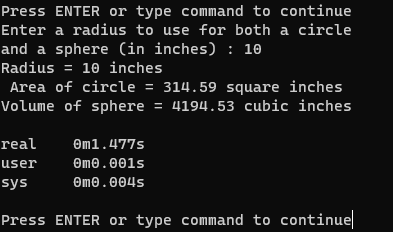 Press ENTER or type command to continue
Enter a radius to use for both a circle
and a sphere (in inches) : 10
Radius = 10 inches
 Area of circle = 314.59 square inches
Volume of sphere = 4194.53 cubic inches

real    0m1.477s
user    0m0.001s
sys     0m0.004s

Press ENTER or type command to continue